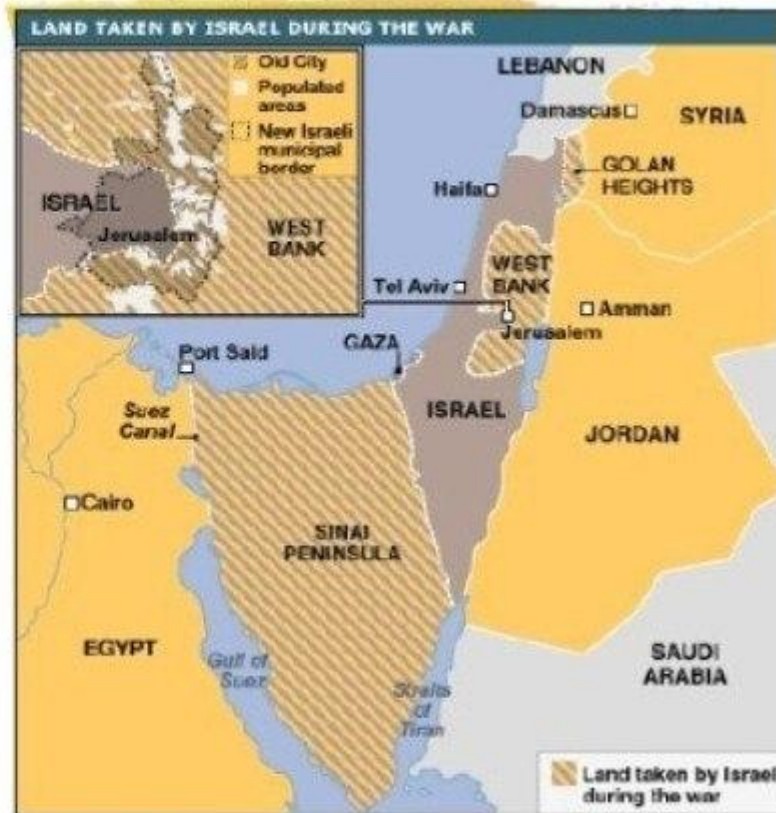 LAND TAKEN BY ISRAEL DURING THE WAR
Old City
Populated
areas
New Israeli
municipal
border
ISRAEL
Jerusalem
WEST
BANK
LEBANON
Damascus
SYRIA
GOLAN
HEIGHTS
Haifa
WEST
BANK
Tel Aviv
Amman
Jerusalem
Port Said
GAZA
Suez
Canal
ISRAEL
JORDAN
Cairo
SINAI
PENINSULA
EGYPT
Gulf of
Suez
Straits
of
Tiran
SAUDI
ARABIA
Land taken by Israel
during the war